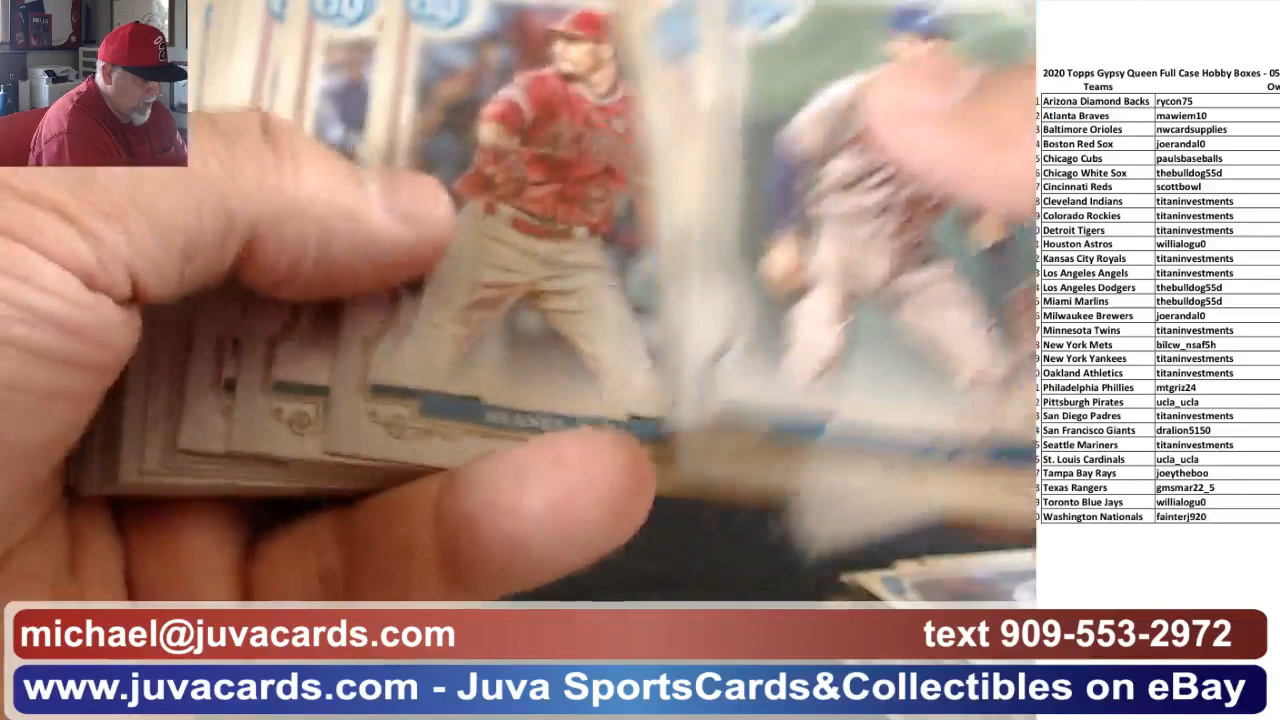 2020 Topps Gypsy Queen Full Case Hobby Boxes - 05
Teams Ow
Arizona Diamond Backs rycon75
Atlanta Braves mawiem10
Baltimore Orioles nwcardsupplies
Boston Red Sox joerandal0
Chicago Cubs paulsbaseballs
Chicago White Sox thebulldog55d
Cincinnati Reds scottbowl
Cleveland Indians titaninvestments
Colorado Rockies titaninvestments
Detroit Tigers titaninvestments
Houston Astros willialogu0
Kansas City Royals titaninvestments
Los Angeles Angels titaninvestments
Los Angeles Dodgers thebulldog55d
Miami Marlins thebulldog55d
Milwaukee Brewers joerandal0
Minnesota Twins titaninvestments
New York Mets bilcw_nsaf5h
New York Yankees titaninvestments
Oakland Athletics titaninvestments
Philadelphia Phillies mtgriz24
Pittsburgh Pirates ucla_ucla
San Diego Padres titaninvestments
San Francisco Giants dralion5150
Seattle Mariners titaninvestments
St. Louis Cardinals ucla_ucla
Tampa Bay Rays joeytheboo
Texas Rangers gmsmar22_5
Toronto Blue Jays willialogu0
Washington Nationals fainterj920
michael@juvacards.com text 909-553-2972
www.juvacards.com - Juva SportsCards&Collectibles on eBay